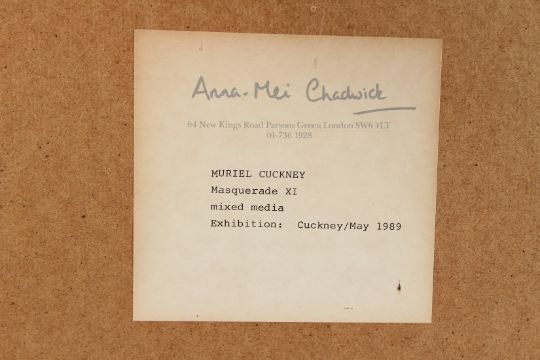 Anna-Mei Chadwick
64 New Kings Road Parsons Green London SW6 4LT
01-736 1928
MURIEL CUCKNEY
Masquerade XI
mixed media
Exhibition: Cuckney/May 1989